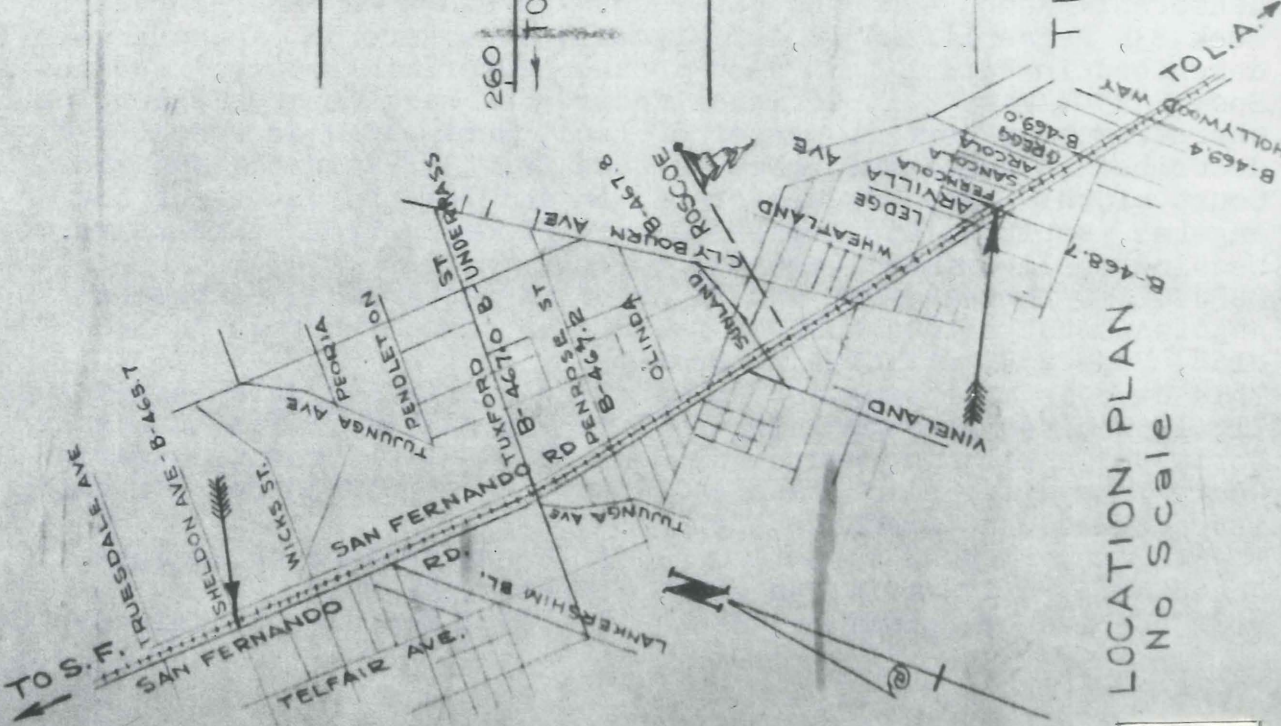 260
TO
TO L.A.
TO S.F.
TRUESDALE AVE
SHELDON AVE - B-465.7
WICKS ST.
TUJUNGA AVE
PEORIA
PENDLETON
SAN FERNANDO RD
SAN FERNANDO RD.
TELFAIR AVE.
LANKERSHIM BL.
TUXFORD ST UNDERPASS
B-467.0
PENROSE ST
B-467.2
TUJUNGA AVE
OLINDA
CLYBOURN AVE
SUNLAND
B-467.8
ROSCOE
VINELAND
WHEATLAND AVE
LEDGE
ARVILLA
FERNCOLA
SANCOLA
ARCOLA
GREGG
B-469.0
HOLLYWOOD WAY
B-469.4
B-468.7
N
LOCATION PLAN
No Scale